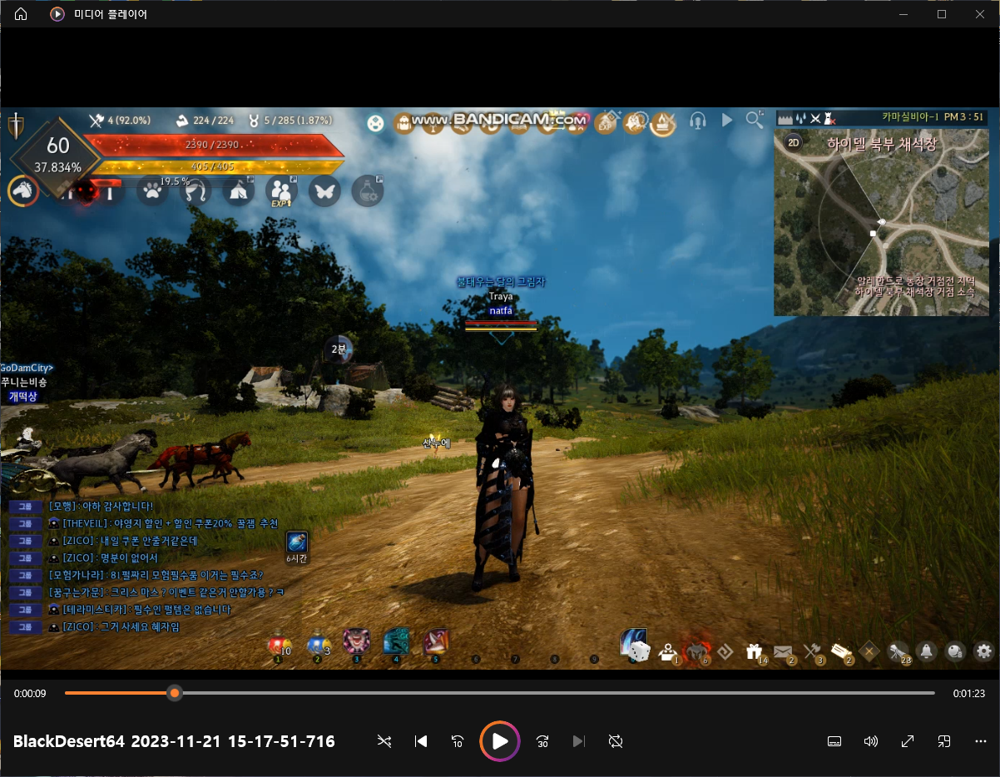 미디어 플레이어
4 (92.0%) 224 / 224 5 / 285 (1.87%)
www.BANDICAM.com
EXP
카마실비아-1 PM 3 : 51
60
37.834%
2390 / 2390
405 / 405
19.5 %
EXP
2D
하이델 북부 채석장
알레한드로 농장 거점전 지역
하이델 북부 채석장 거점 소속
불태우는 달의 그림자
Traya
natfa
2분
GoDamCity>
쭈니는비숑
개떡상
산누에
그룹 [모행] : 아하 감사합니다!
그룹 [THEVEIL] : 야영지 할인 + 할인 쿠폰20% 꿀잼 추천
그룹 [ZICO] : 내일 쿠폰 안줄거같은데
그룹 [ZICO] : 명분이 없어서
그룹 [모험가나라] : 81펄짜리 모험필수품 이거는 필수죠?
그룹 [꿈구는가문] : 크리스 마스 ? 이벤트 같은거 안할가용 ? ㅋ
그룹 [테라미스티카] : 필수인 펄템은 없습니다
그룹 [ZICO] : 그거 사세요 혜자임
6시간
10 3
1 2 3 4 5 6 7 8 9
1 6 14 2 3 2 28
0:00:09
0:01:23
BlackDesert64 2023-11-21 15-17-51-716
10
30